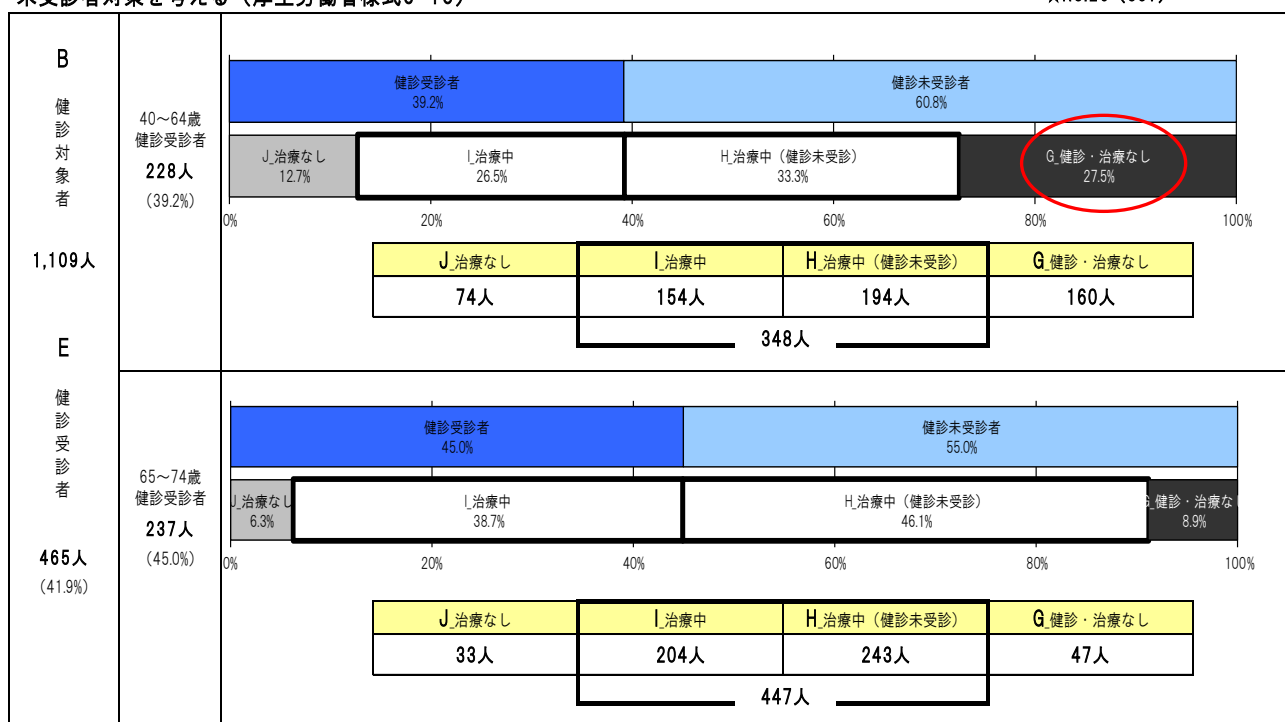 B
健
診
対
象
者
1,109人
E
健
診
受
診
者
465人
(41.9%)
40～64歳
健診受診者
228人
(39.2%)
健診受診者
39.2%
健診未受診者
60.8%
J_治療なし
12.7%
I_治療中
26.5%
H_治療中（健診未受診）
33.3%
G_健診・治療なし
27.5%
0%
20%
40%
60%
80%
100%
J_治療なし
I_治療中
H_治療中（健診未受診）
G_健診・治療なし
74人
154人
194人
160人
348人
65～74歳
健診受診者
237人
(45.0%)
健診受診者
45.0%
健診未受診者
55.0%
J_治療なし
6.3%
I_治療中
38.7%
H_治療中（健診未受診）
46.1%
G_健診・治療な
8.9%
0%
20%
40%
60%
80%
100%
J_治療なし
I_治療中
H_治療中（健診未受診）
G_健診・治療なし
33人
204人
243人
47人
447人